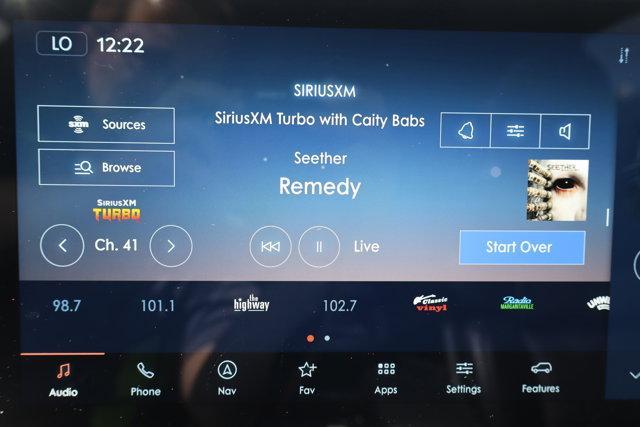 LO 12:22
SIRIUSXM
SiriusXM Turbo with Caity Babs
sxm Sources
Browse
Seether
Remedy
SEETHER
SIRIUSXM
TURBO
Ch. 41
Live
Start Over
98.7 101.1 the highway 102.7 Classic vinyl Radio MARGARITAVILLE
Audio Phone Nav Fav Apps Settings Features